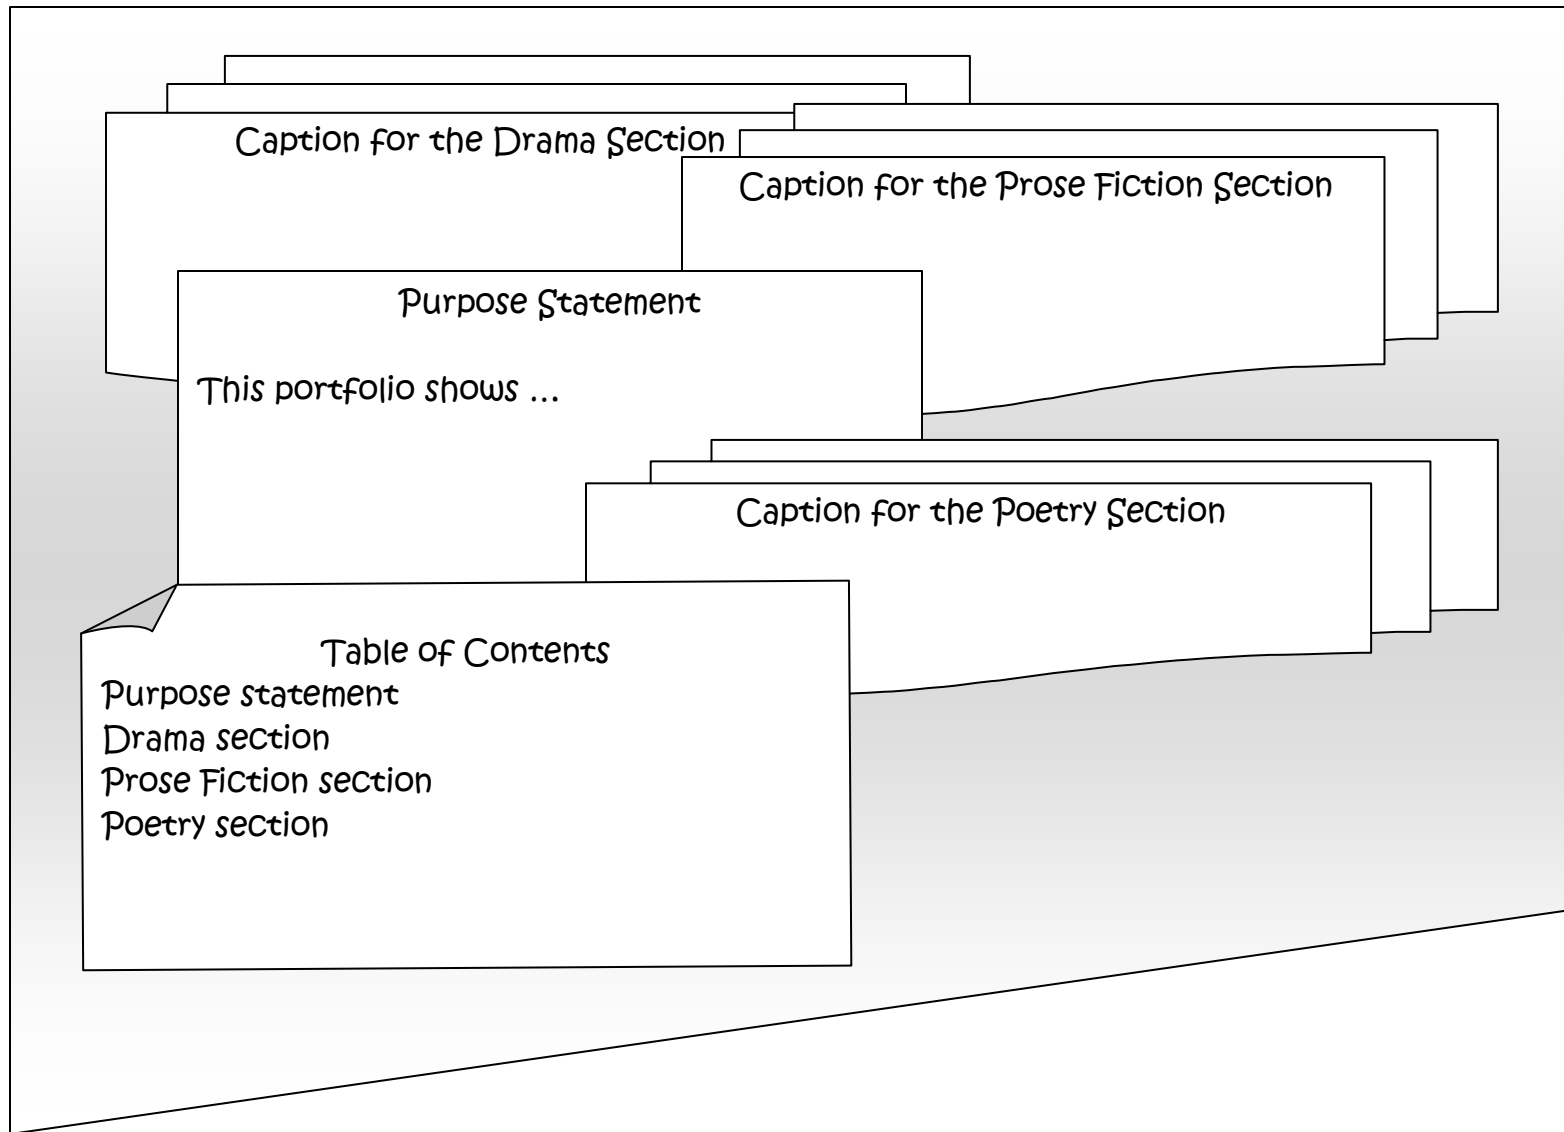 Caption for the Drama Section
Caption for the Prose Fiction Section
Purpose Statement
This portfolio shows ...
Caption for the Poetry Section
Table of Contents
Purpose statement
Drama section
Prose Fiction section
Poetry section